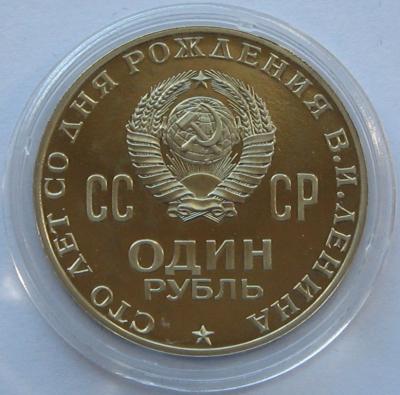 СТО ЛЕТ СО ДНЯ РОЖДЕНИЯ В.И.ЛЕНИНА
СС СР
ОДИН
РУБЛЬ